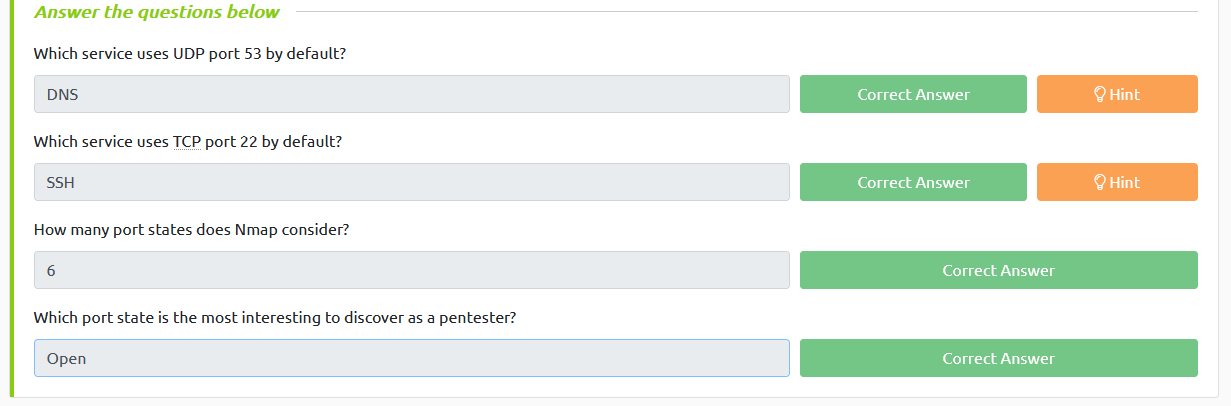 Answer the questions below
Which service uses UDP port 53 by default?
DNS Correct Answer Hint
Which service uses TCP port 22 by default?
SSH Correct Answer Hint
How many port states does Nmap consider?
6 Correct Answer
Which port state is the most interesting to discover as a pentester?
Open Correct Answer